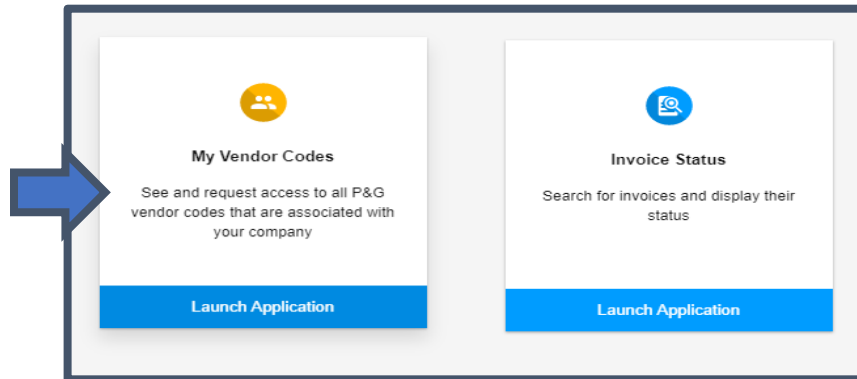 My Vendor Codes
See and request access to all P&G
vendor codes that are associated with
your company
Launch Application
Invoice Status
Search for invoices and display their
status
Launch Application